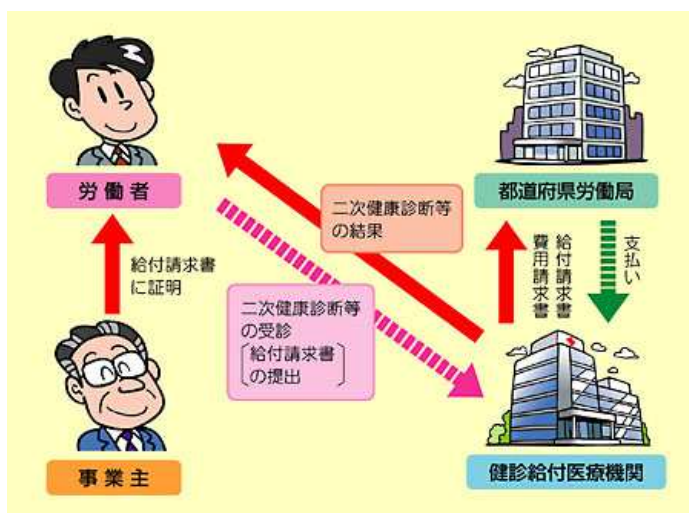 労働者
都道府県労働局
二次健康診断等
の結果
給付請求書
に証明
二次健康診断等
の受診
給付請求書
の提出
給付請求書
費用請求書
支払い
事業主
健診給付医療機関